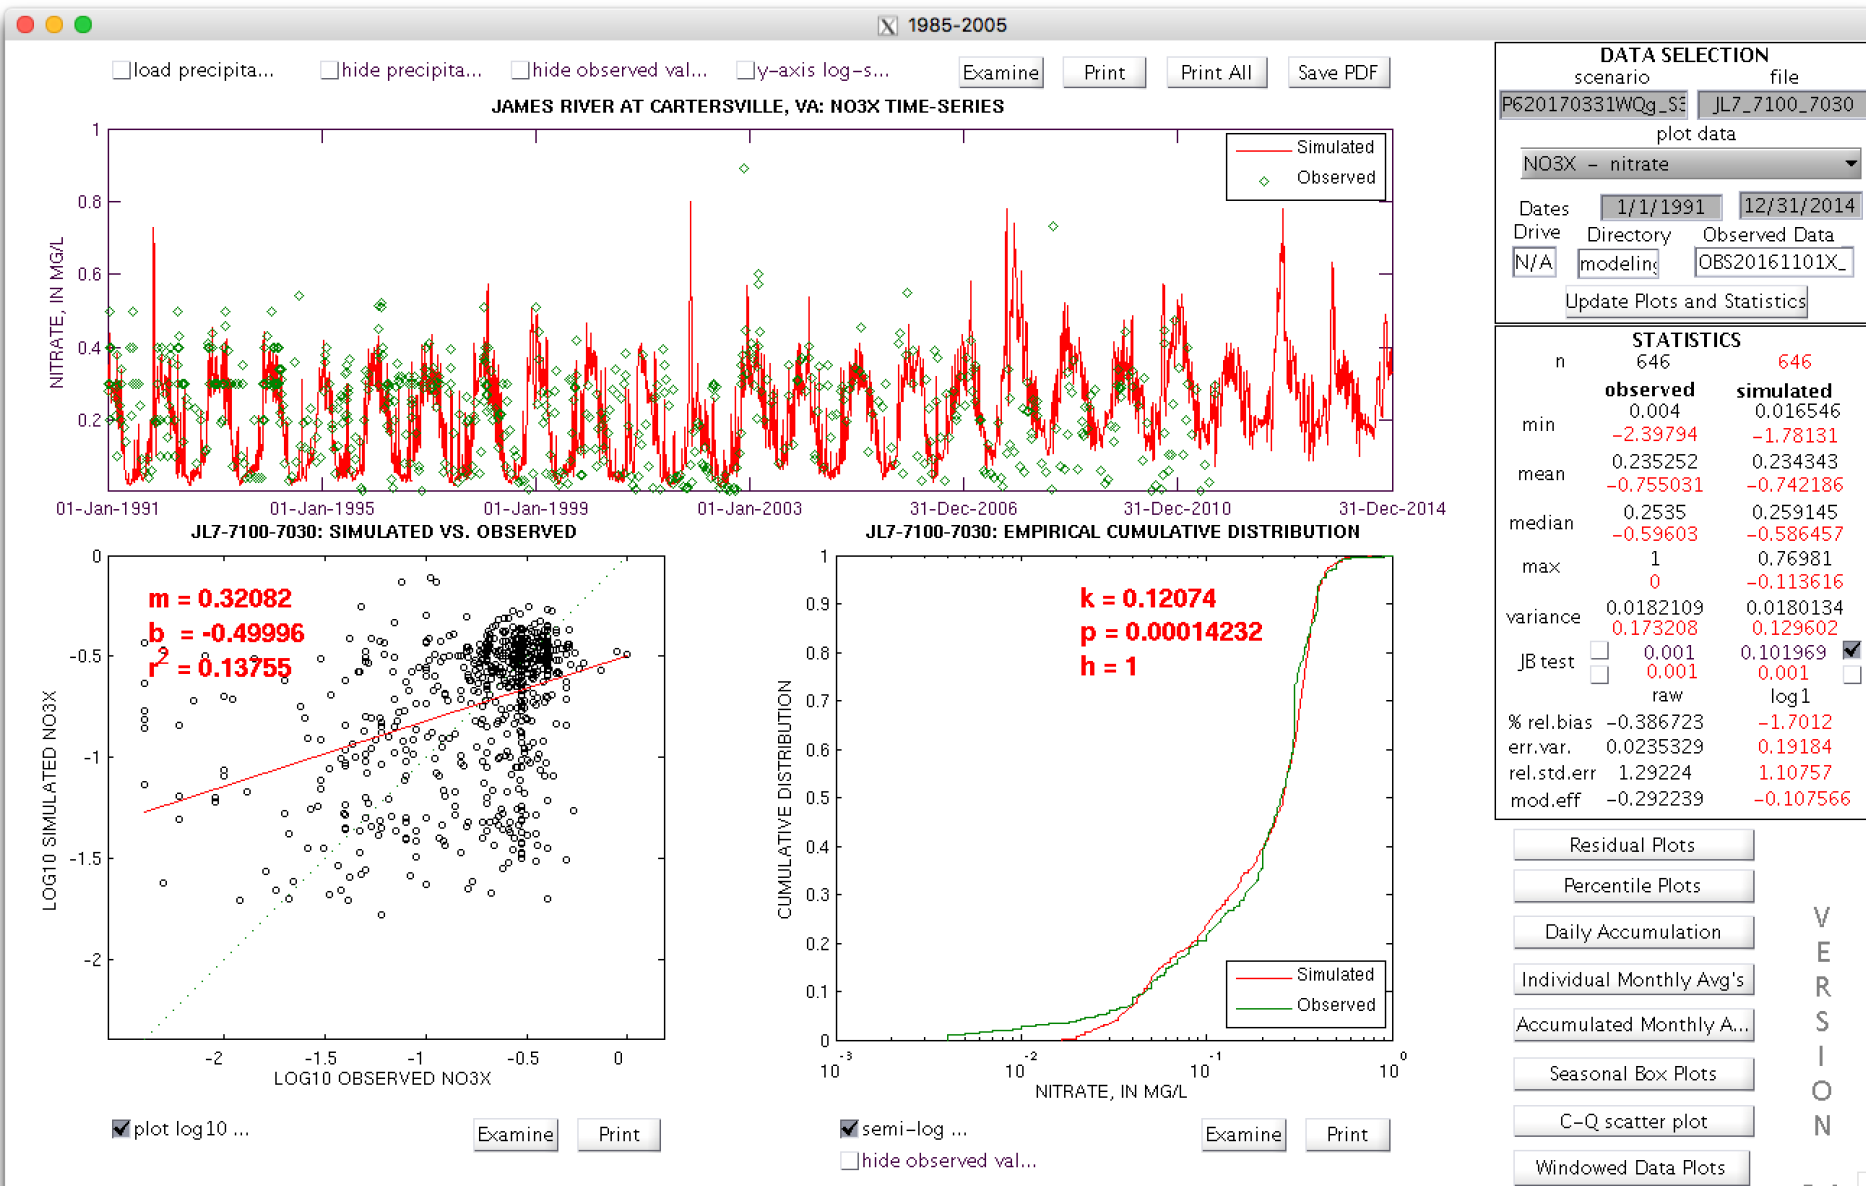 1985-2005
load precipita...
hide precipita...
hide observed val...
y-axis log-s...
Examine
Print
Print All
Save PDF
JAMES RIVER AT CARTERSVILLE, VA: NO3X TIME-SERIES
NITRATE, IN MG/L
1
0.8
0.6
0.4
0.2
Simulated
Observed
01-Jan-1991
01-Jan-1995
01-Jan-1999
01-Jan-2003
31-Dec-2006
31-Dec-2010
31-Dec-2014
JL7-7100-7030: SIMULATED VS. OBSERVED
m = 0.32082
b = -0.49996
r2 = 0.13755
LOG10 SIMULATED NO3X
0
-0.5
-1
-1.5
-2
-2
-1.5
-1
-0.5
0
LOG10 OBSERVED NO3X
plot log10 ...
Examine
Print
JL7-7100-7030: EMPIRICAL CUMULATIVE DISTRIBUTION
k = 0.12074
p = 0.00014232
h = 1
CUMULATIVE DISTRIBUTION
1
0.9
0.8
0.7
0.6
0.5
0.4
0.3
0.2
0.1
0
Simulated
Observed
10-3
10-2
10-1
100
NITRATE, IN MG/L
semi-log ...
hide observed val...
Examine
Print
DATA SELECTION
scenario file
P620170331WQg_S JL7_7100_7030
plot data
NO3X - nitrate
Dates 1/1/1991 12/31/2014
Drive Directory Observed Data
N/A modeling OBS20161101X_
Update Plots and Statistics
STATISTICS
n 646 646
observed simulated
min 0.004 0.016546
-2.39794 -1.78131
mean 0.235252 0.234343
-0.755031 -0.742186
median 0.2535 0.259145
-0.59603 -0.586457
max 1 0.76981
0 -0.113616
variance 0.0182109 0.0180134
0.173208 0.129602
JB test 0.001 0.101969
0.001 0.001
raw log1
% rel.bias -0.386723 -1.7012
err.var. 0.0235329 0.19184
rel.std.err 1.29224 1.10757
mod.eff -0.292239 -0.107566
Residual Plots
Percentile Plots
Daily Accumulation
Individual Monthly Avg's
Accumulated Monthly A...
Seasonal Box Plots
C-Q scatter plot
Windowed Data Plots
VERSION